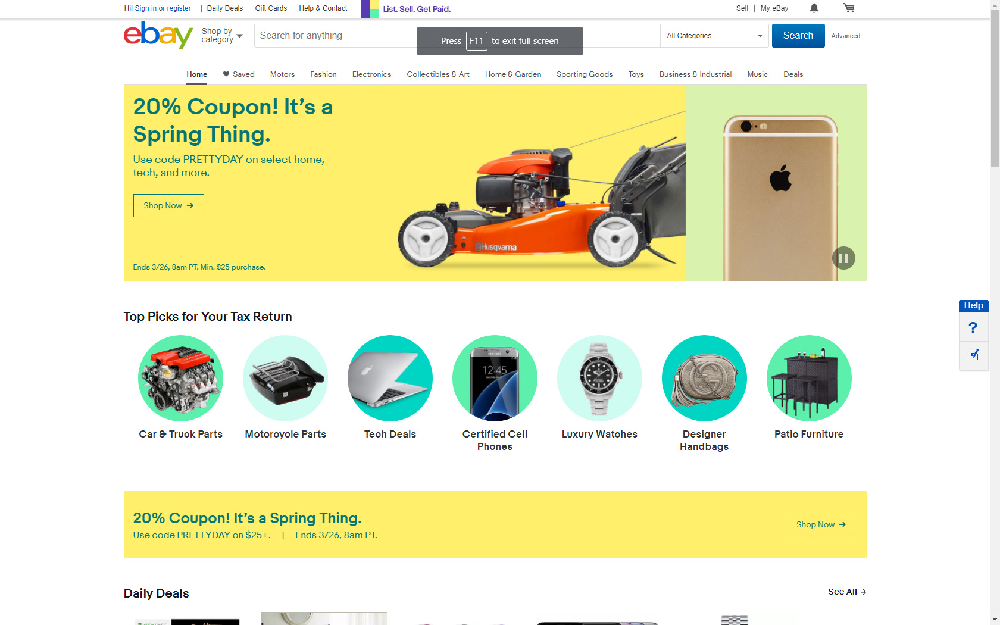 Hi! Sign in or register | Daily Deals | Gift Cards | Help & Contact
List. Sell. Get Paid.
Sell | My eBay
ebay
Shop by
category
Search for anything
Press F11 to exit full screen
All Categories
Search
Advanced
Home Saved Motors Fashion Electronics Collectibles & Art Home & Garden Sporting Goods Toys Business & Industrial Music Deals
20% Coupon! It's a
Spring Thing.
Use code PRETTYDAY on select home,
tech, and more.
Shop Now →
Ends 3/26, 8am PT. Min. $25 purchase.
Husqvarna
Help
?
Top Picks for Your Tax Return
SAMSUNG
12:45
Car & Truck Parts
Motorcycle Parts
Tech Deals
Certified Cell
Phones
Luxury Watches
Designer
Handbags
Patio Furniture
20% Coupon! It's a Spring Thing.
Use code PRETTYDAY on $25+. | Ends 3/26, 8am PT.
Shop Now →
Daily Deals
See All →